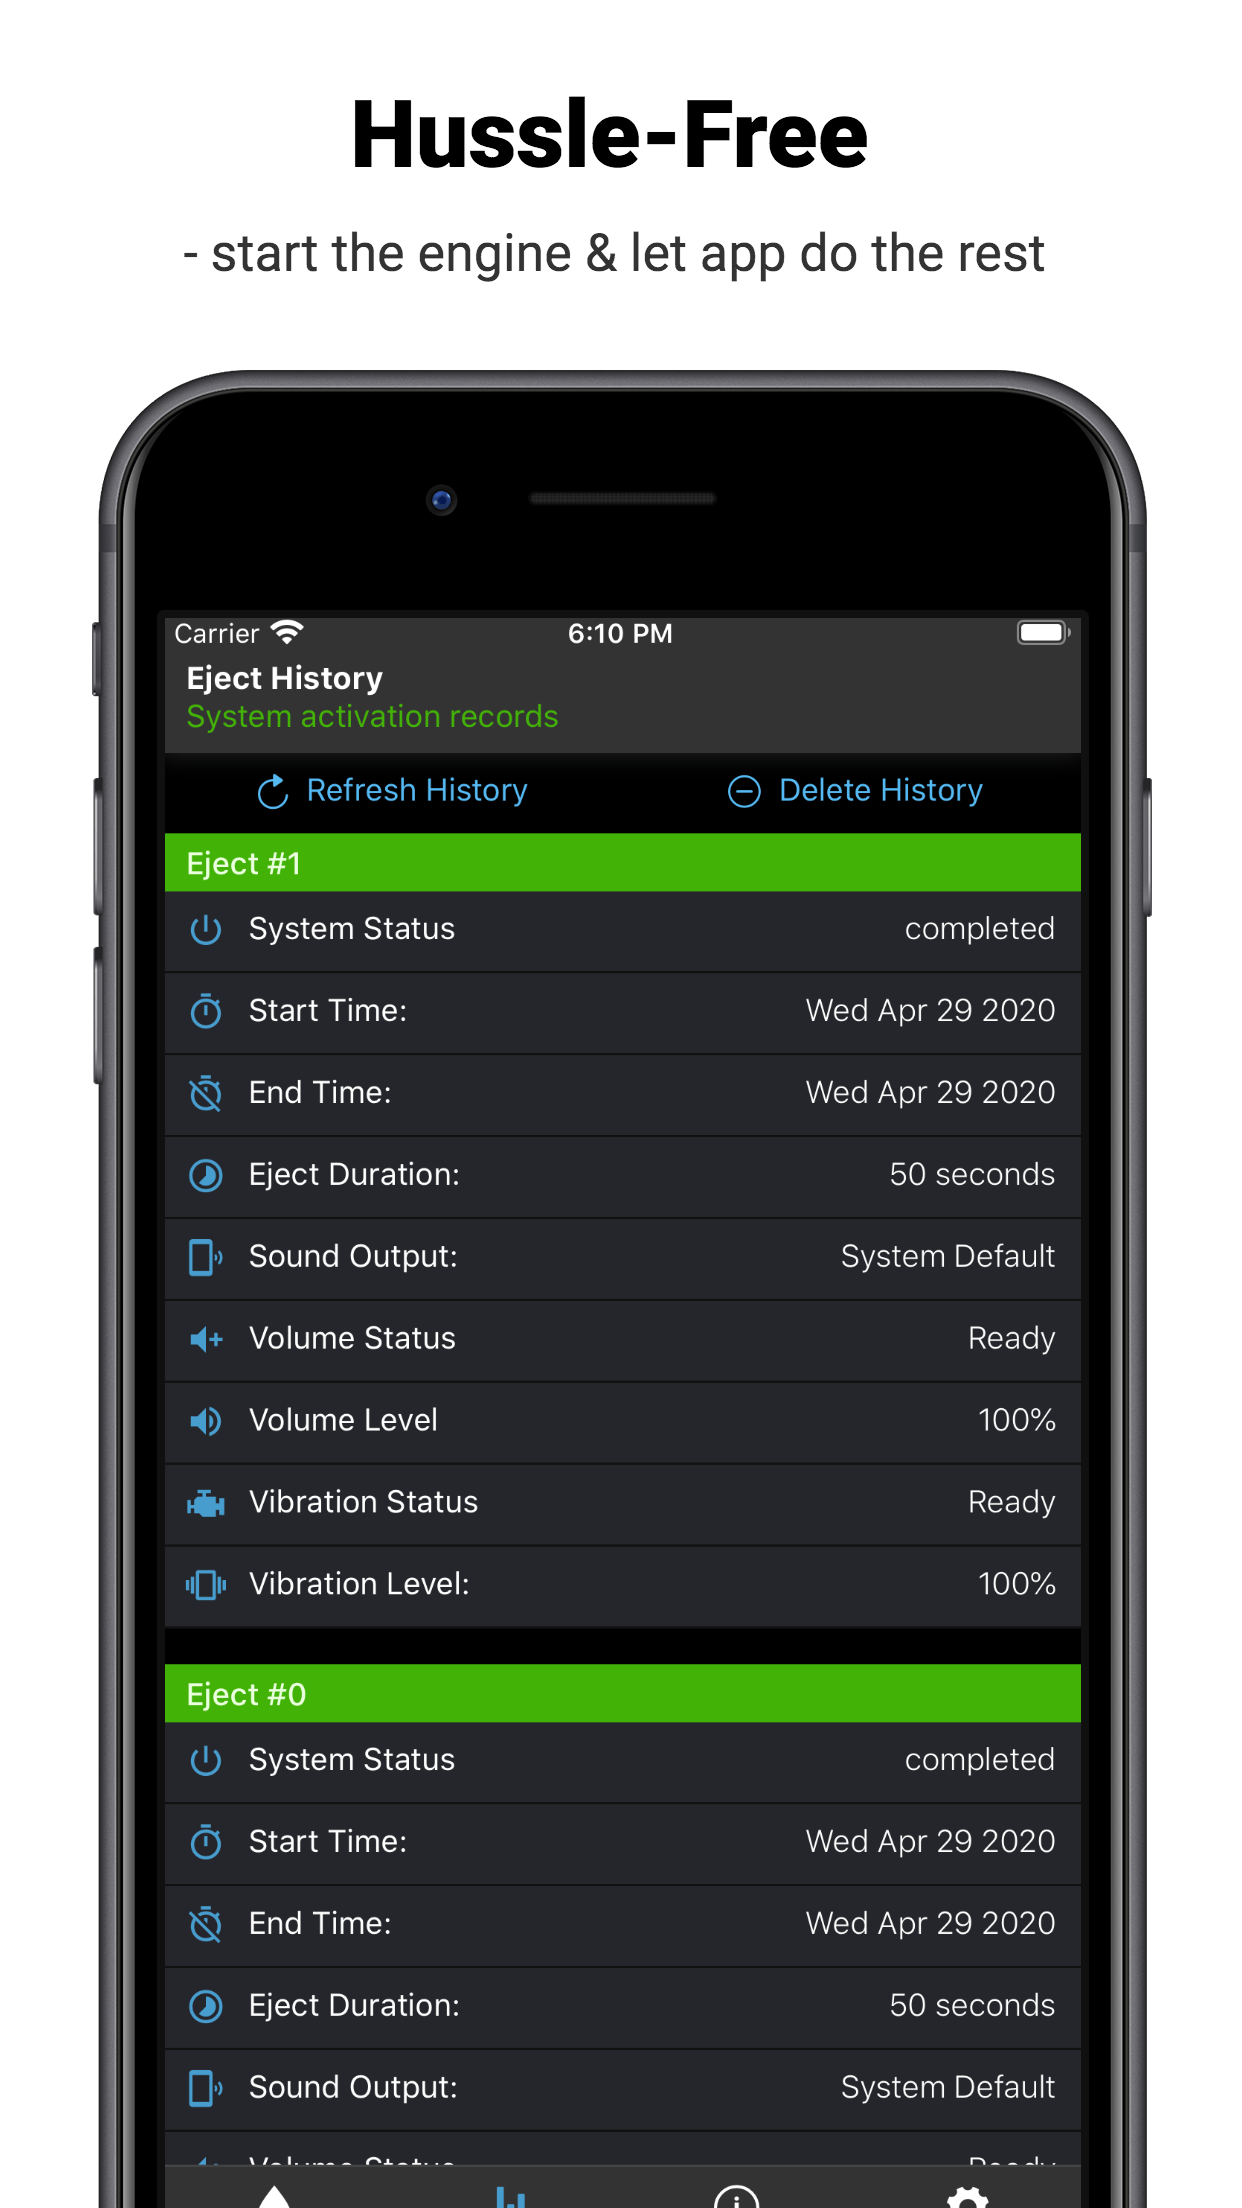 Hussle-Free
- start the engine & let app do the rest
Carrier 6:10 PM
Eject History
System activation records
Refresh History Delete History
Eject #1
System Status completed
Start Time: Wed Apr 29 2020
End Time: Wed Apr 29 2020
Eject Duration: 50 seconds
Sound Output: System Default
Volume Status Ready
Volume Level 100%
Vibration Status Ready
Vibration Level: 100%
Eject #0
System Status completed
Start Time: Wed Apr 29 2020
End Time: Wed Apr 29 2020
Eject Duration: 50 seconds
Sound Output: System Default
Volume Status Ready